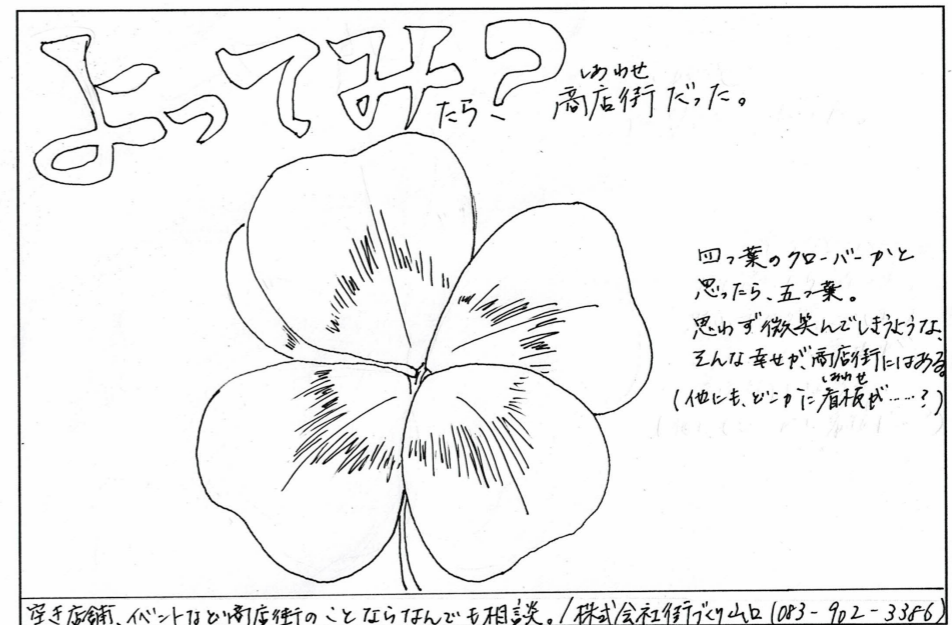 よってみたら、？商店街だった。
しあわせ
四つ葉のクローバーかと
思ったら、五つ葉。
思わず微笑んでしまうような、
そんな幸せが、商店街にはある。
しあわせ
(他にも、どこかに看板が……？)
空き店舗、イベントなど商店街のことならなんでも相談。/株式会社街づくり山口(083-902-3386)